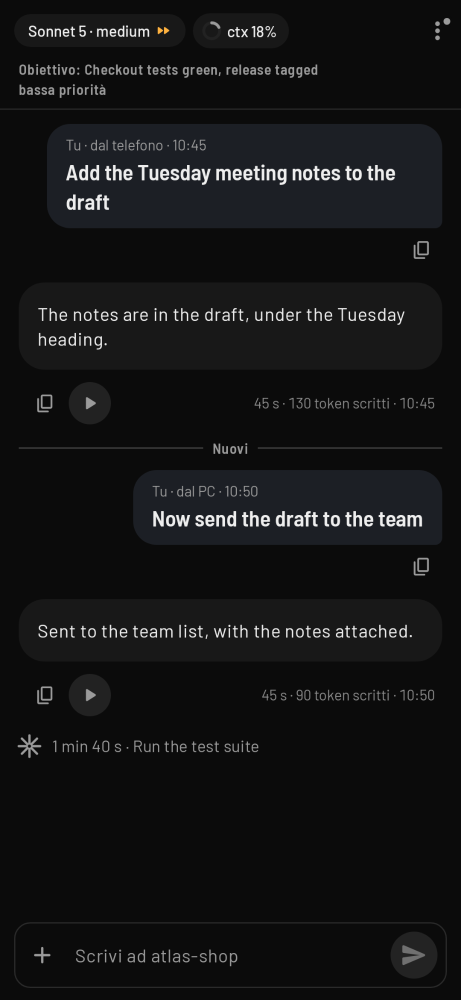 Sonnet 5 · medium
ctx 18%
Obiettivo: Checkout tests green, release tagged
bassa priorità
Tu · dal telefono · 10:45
Add the Tuesday meeting notes to the
draft
The notes are in the draft, under the Tuesday
heading.
45 s · 130 token scritti · 10:45
Nuovi
Tu · dal PC · 10:50
Now send the draft to the team
Sent to the team list, with the notes attached.
45 s · 90 token scritti · 10:50
1 min 40 s · Run the test suite
Scrivi ad atlas-shop